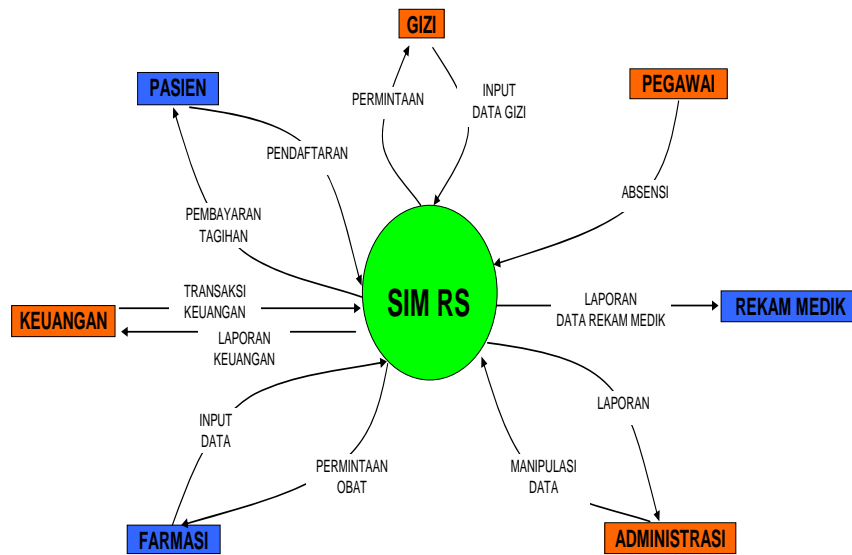 GIZI
PASIEN
PEGAWAI
PERMINTAAN
INPUT
DATA GIZI
PENDAFTARAN
ABSENSI
PEMBAYARAN
TAGIHAN
SIM RS
TRANSAKSI
KEUANGAN
KEUANGAN
LAPORAN
KEUANGAN
LAPORAN
DATA REKAM MEDIK
REKAM MEDIK
INPUT
DATA
PERMINTAAN
OBAT
MANIPULASI
DATA
LAPORAN
FARMASI
ADMINISTRASI